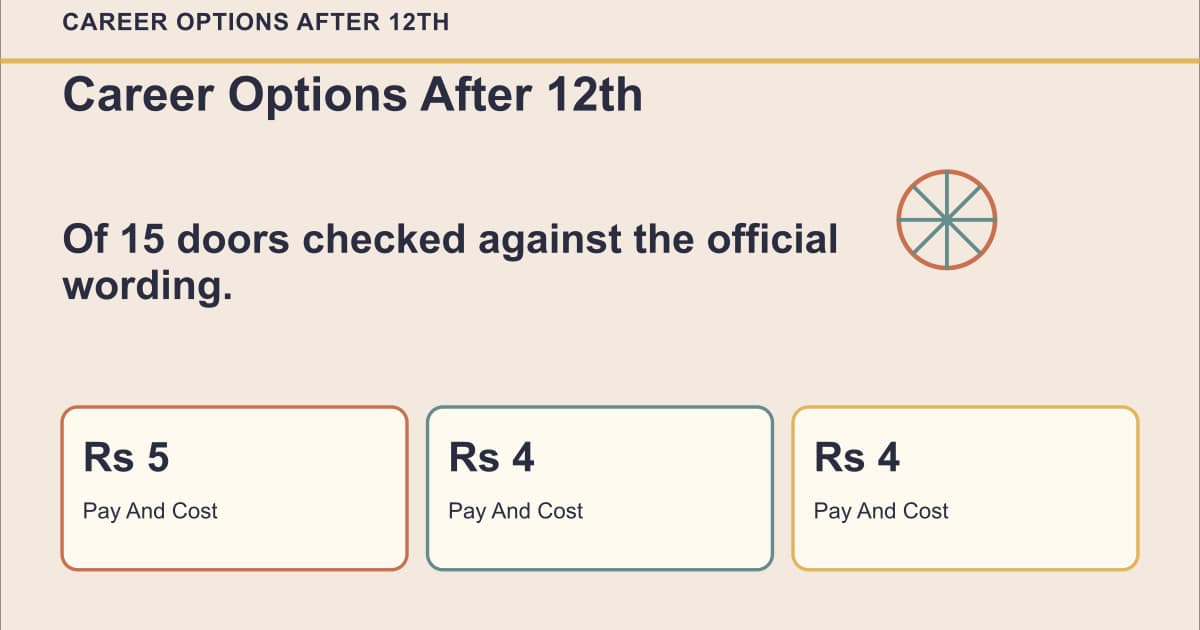 CAREER OPTIONS AFTER 12TH
Career Options After 12th
Of 15 doors checked against the official
wording.
Rs 5
Pay And Cost
Rs 4
Pay And Cost
Rs 4
Pay And Cost